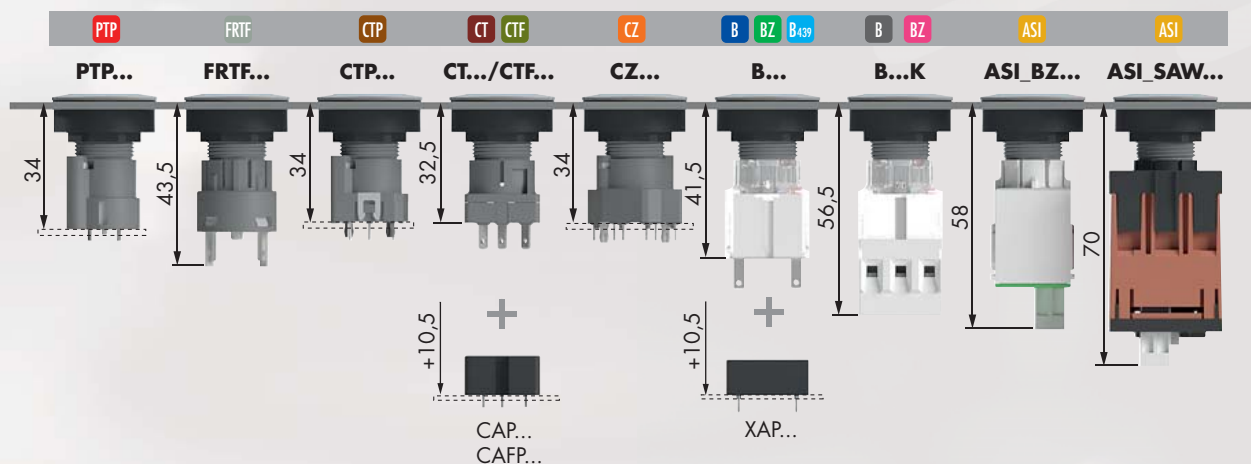 PTP FRTF CTP CT CTF CZ B BZ B439 B BZ ASI ASI
PTP... FRTF... CTP... CT.../CTF... CZ... B... B...K ASI_BZ... ASI_SAW...
34
43,5
34
32,5
34
41,5
56,5
58
70
+
+
+10,5
+10,5
CAP...
CAFP...
XAP...